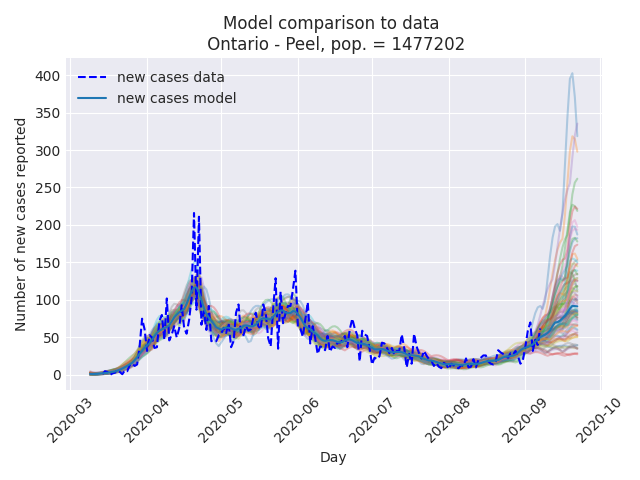 Model comparison to data
Ontario - Peel, pop. = 1477202
new cases data
new cases model
Number of new cases reported
400
350
300
250
200
150
100
50
0
2020-03
2020-04
2020-05
2020-06
2020-07
2020-08
2020-09
2020-10
Day